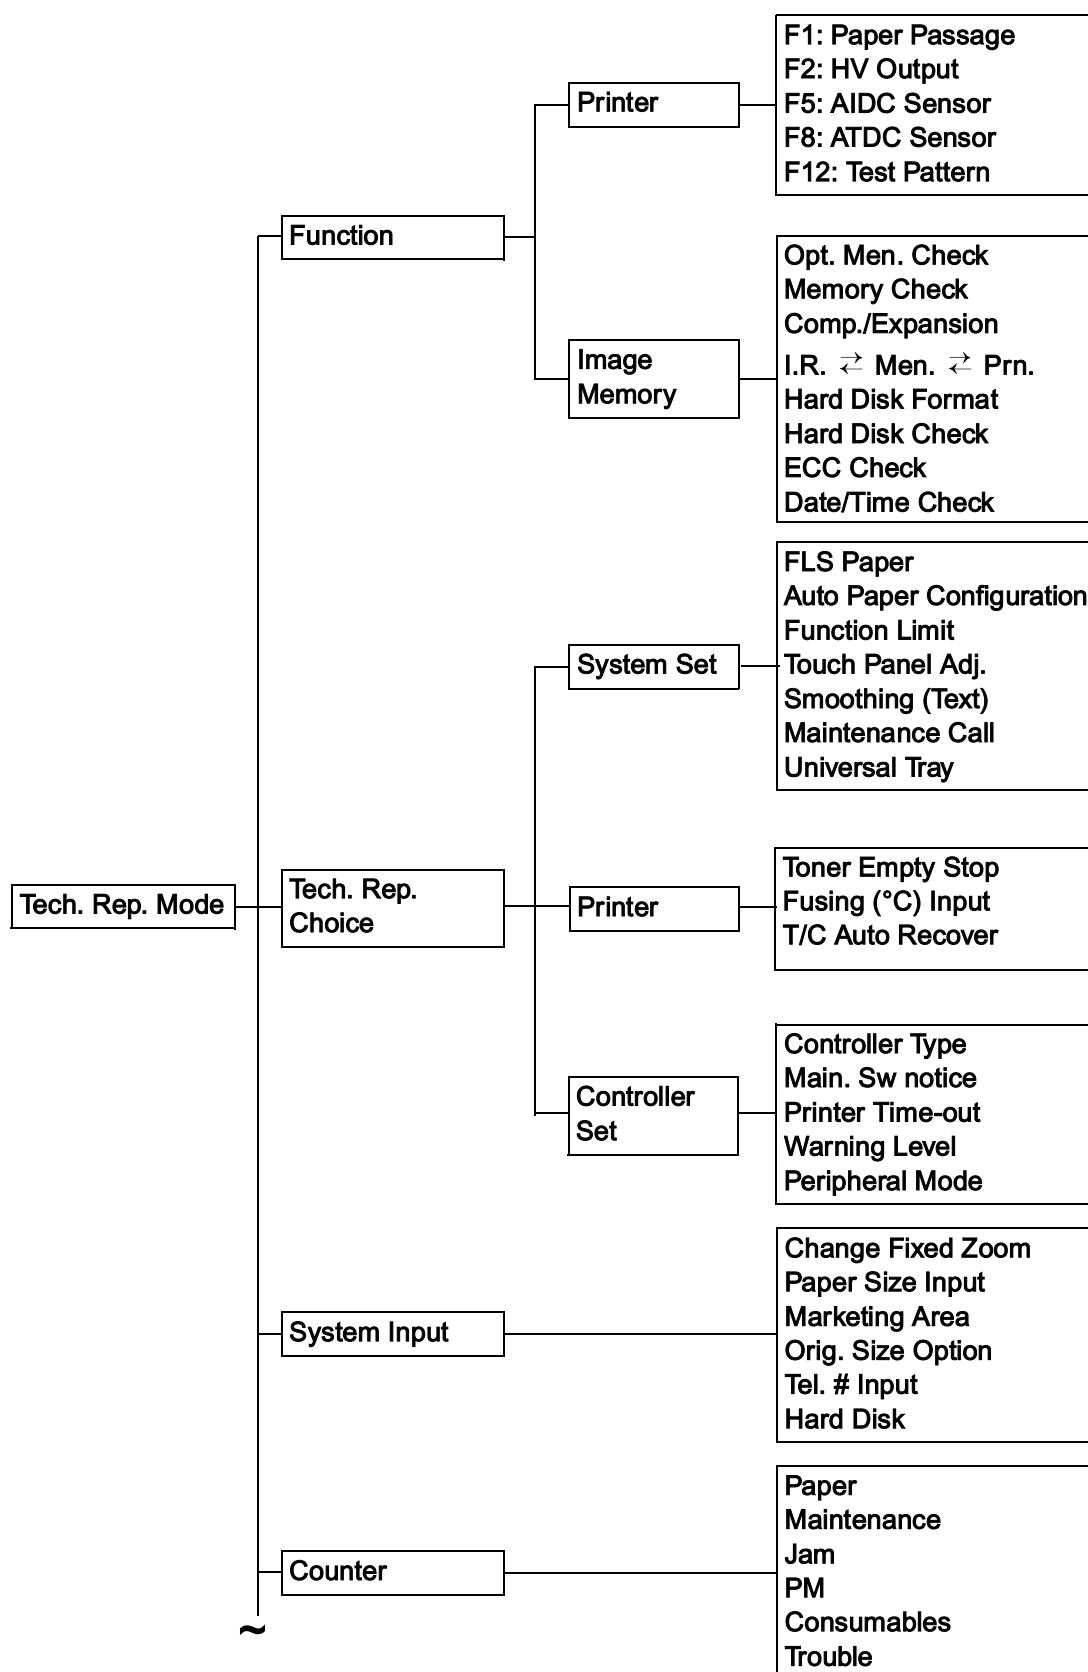 F1: Paper Passage
F2: HV Output
F5: AIDC Sensor
F8: ATDC Sensor
F12: Test Pattern
Printer
Function
Opt. Men. Check
Memory Check
Comp./Expansion
I.R. ⇄ Men. ⇄ Prn.
Hard Disk Format
Hard Disk Check
ECC Check
Date/Time Check
Image
Memory
FLS Paper
Auto Paper Configuration
Function Limit
Touch Panel Adj.
Smoothing (Text)
Maintenance Call
Universal Tray
System Set
Tech. Rep. Mode
Tech. Rep.
Choice
Printer
Toner Empty Stop
Fusing (°C) Input
T/C Auto Recover
Controller
Set
Controller Type
Main. Sw notice
Printer Time-out
Warning Level
Peripheral Mode
System Input
Change Fixed Zoom
Paper Size Input
Marketing Area
Orig. Size Option
Tel. # Input
Hard Disk
Counter
Paper
Maintenance
Jam
PM
Consumables
Trouble
~